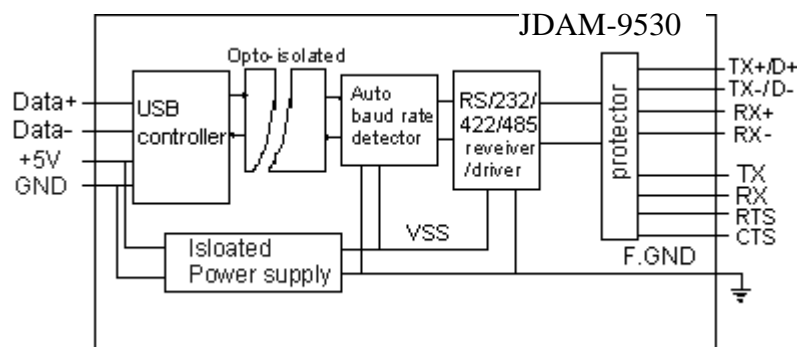 JDAM-9530
Opto-isolated
Data+
Data-
+5V
GND
USB
controller
Auto
baud rate
detector
RS/232/
422/485
reveiver
/driver
protector
TX+/D+
TX-/D-
RX+
RX-
TX
RX
RTS
CTS
VSS
Isloated
Power supply
F.GND